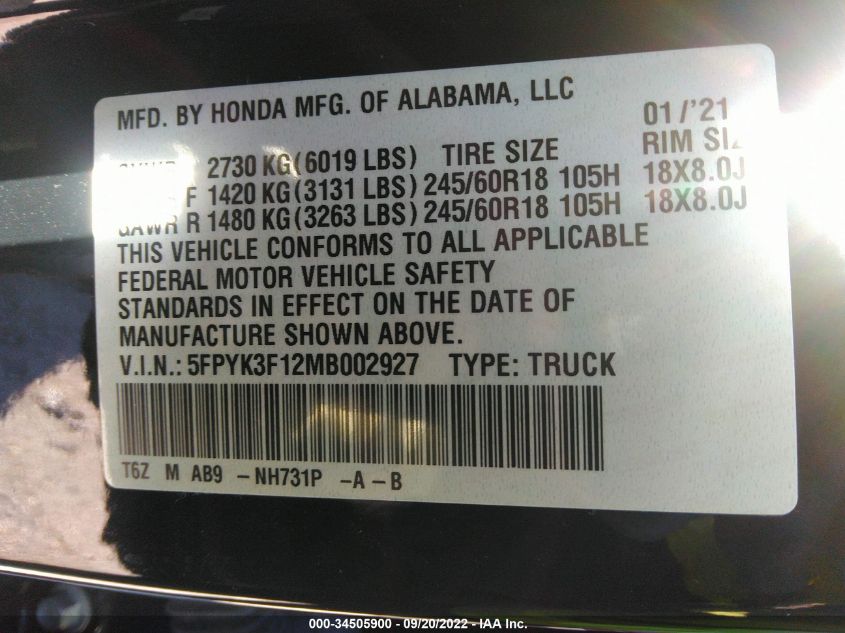 MFD. BY HONDA MFG. OF ALABAMA, LLC 01/'21
2730 KG(6019 LBS) TIRE SIZE RIM
F 1420 KG(3131 LBS) 245/60R18 105H 18X8.0J
GAWR R 1480 KG(3263 LBS) 245/60R18 105H 18X8.0J
THIS VEHICLE CONFORMS TO ALL APPLICABLE
FEDERAL MOTOR VEHICLE SAFETY
STANDARDS IN EFFECT ON THE DATE OF
MANUFACTURE SHOWN ABOVE.
V.I.N.: 5FPYK3F12MB002927 TYPE: TRUCK
T6Z M AB9 -NH731P -A-B
000-34505900 - 09/20/2022 - IAA Inc.